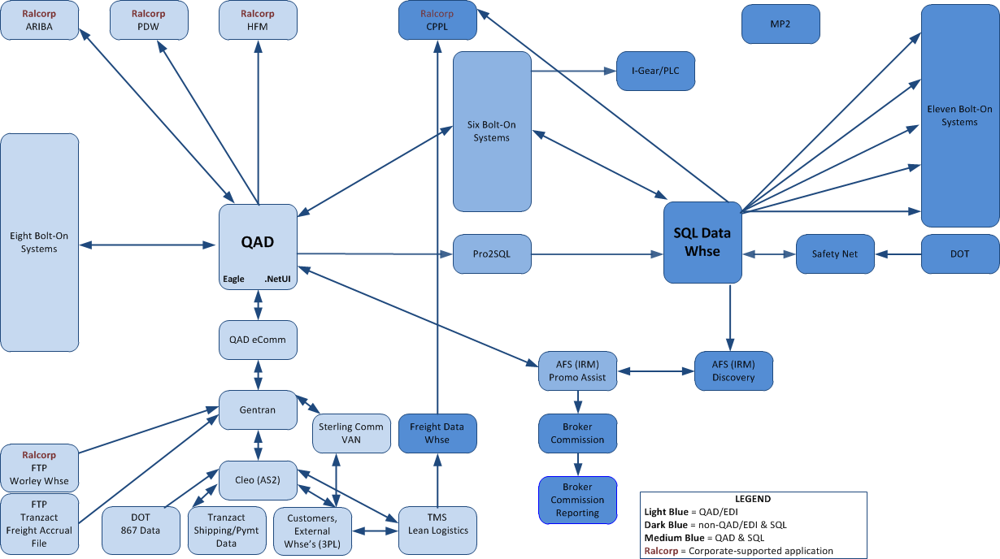 Ralcorp
ARIBA
Ralcorp
PDW
Ralcorp
HFM
Ralcorp
CPPL
MP2
I-Gear/PLC
Six Bolt-On
Systems
Eleven Bolt-On
Systems
Eight Bolt-On
Systems
QAD
Eagle .NetUI
Pro2SQL
SQL Data
Whse
Safety Net
DOT
QAD eComm
AFS (IRM)
Promo Assist
AFS (IRM)
Discovery
Gentran
Sterling Comm
VAN
Freight Data
Whse
Broker
Commission
Ralcorp
FTP
Worley Whse
Cleo (AS2)
Broker
Commission
Reporting
FTP
Tranzact
Freight Accrual
File
DOT
867 Data
Tranzact
Shipping/Pymt
Data
Customers,
External
Whse's (3PL)
TMS
Lean Logistics
LEGEND
Light Blue = QAD/EDI
Dark Blue = non-QAD/EDI & SQL
Medium Blue = QAD & SQL
Ralcorp = Corporate-supported application